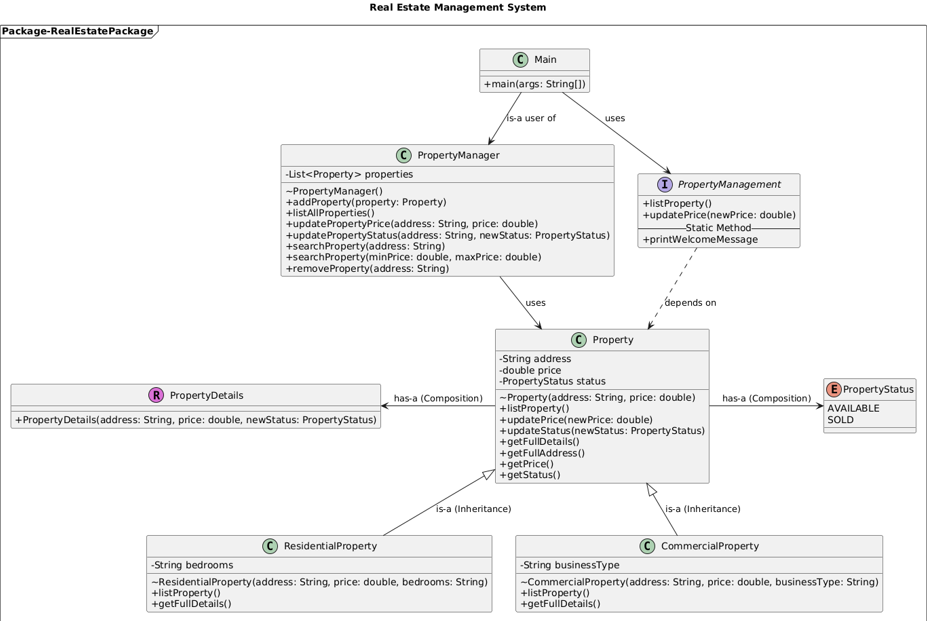 Real Estate Management System
Package-RealEstatePackage
C Main
+main(args: String[])
is-a user of
uses
C PropertyManager
-List<Property> properties
~PropertyManager()
+addProperty(property: Property)
+listAllProperties()
+updatePropertyPrice(address: String, price: double)
+updatePropertyStatus(address: String, newStatus: PropertyStatus)
+searchProperty(address: String)
+searchProperty(minPrice: double, maxPrice: double)
+removeProperty(address: String)
I PropertyManagement
+listProperty()
+updatePrice(newPrice: double)
Static Method
+printWelcomeMessage
uses
depends on
C Property
-String address
-double price
-PropertyStatus status
~Property(address: String, price: double)
+listProperty()
+updatePrice(newPrice: double)
+updateStatus(newStatus: PropertyStatus)
+getFullDetails()
+getFullAddress()
+getPrice()
+getStatus()
R PropertyDetails
+PropertyDetails(address: String, price: double, newStatus: PropertyStatus)
has-a (Composition)
has-a (Composition)
E PropertyStatus
AVAILABLE
SOLD
is-a (Inheritance)
is-a (Inheritance)
C ResidentialProperty
-String bedrooms
~ResidentialProperty(address: String, price: double, bedrooms: String)
+listProperty()
+getFullDetails()
C CommercialProperty
-String businessType
~CommercialProperty(address: String, price: double, businessType: String)
+listProperty()
+getFullDetails()